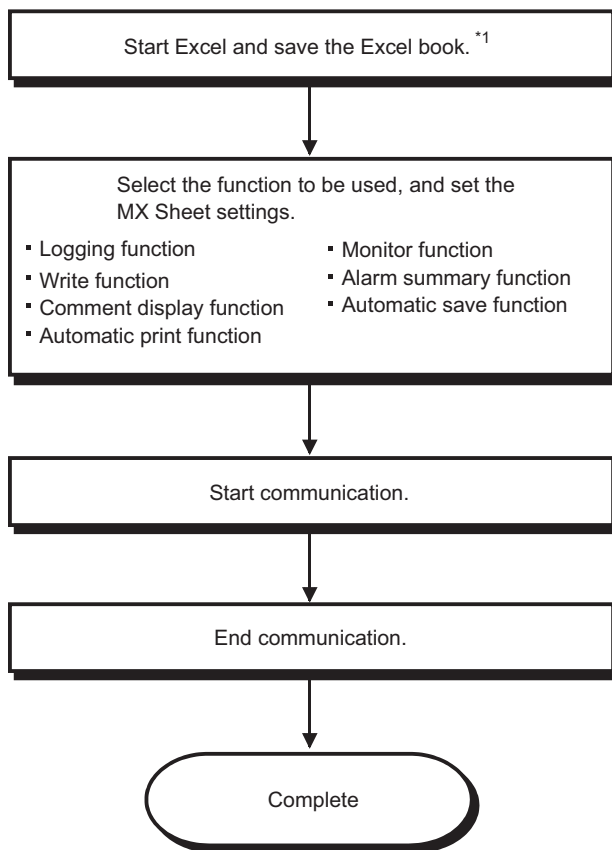 Start Excel and save the Excel book. *1
Select the function to be used, and set the
MX Sheet settings.
▪ Logging function
▪ Write function
▪ Comment display function
▪ Automatic print function
▪ Monitor function
▪ Alarm summary function
▪ Automatic save function
Start communication.
End communication.
Complete